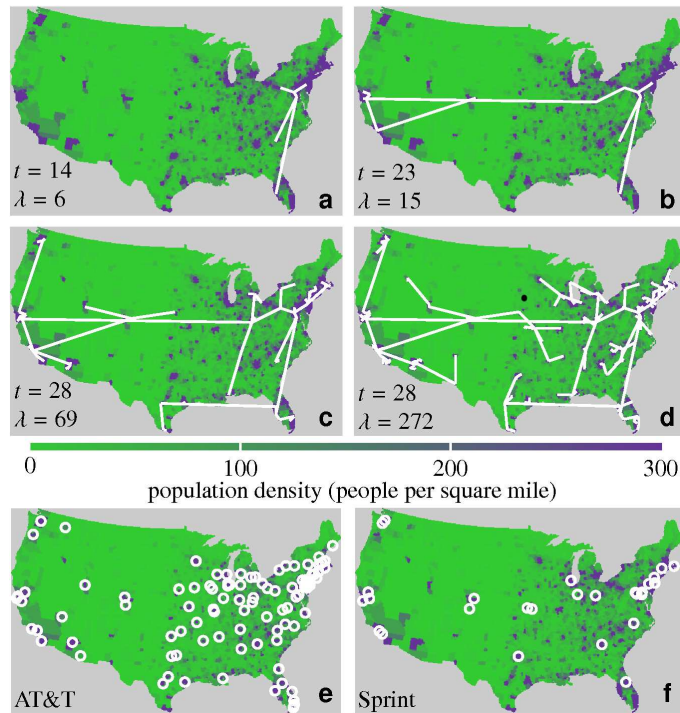 t = 14
λ = 6
a
t = 23
λ = 15
b
t = 28
λ = 69
c
t = 28
λ = 272
d
0 100 200 300
population density (people per square mile)
AT&T
e
Sprint
f